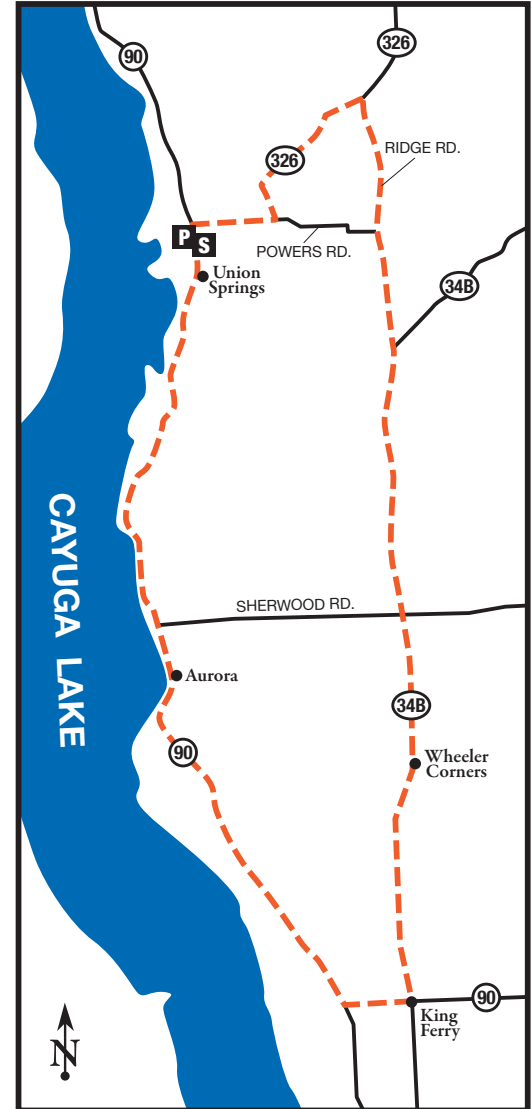 326
90
RIDGE RD.
326
P
S
POWERS RD.
Union
Springs
34B
CAYUGA LAKE
SHERWOOD RD.
Aurora
34B
90
Wheeler
Corners
90
King
Ferry
N